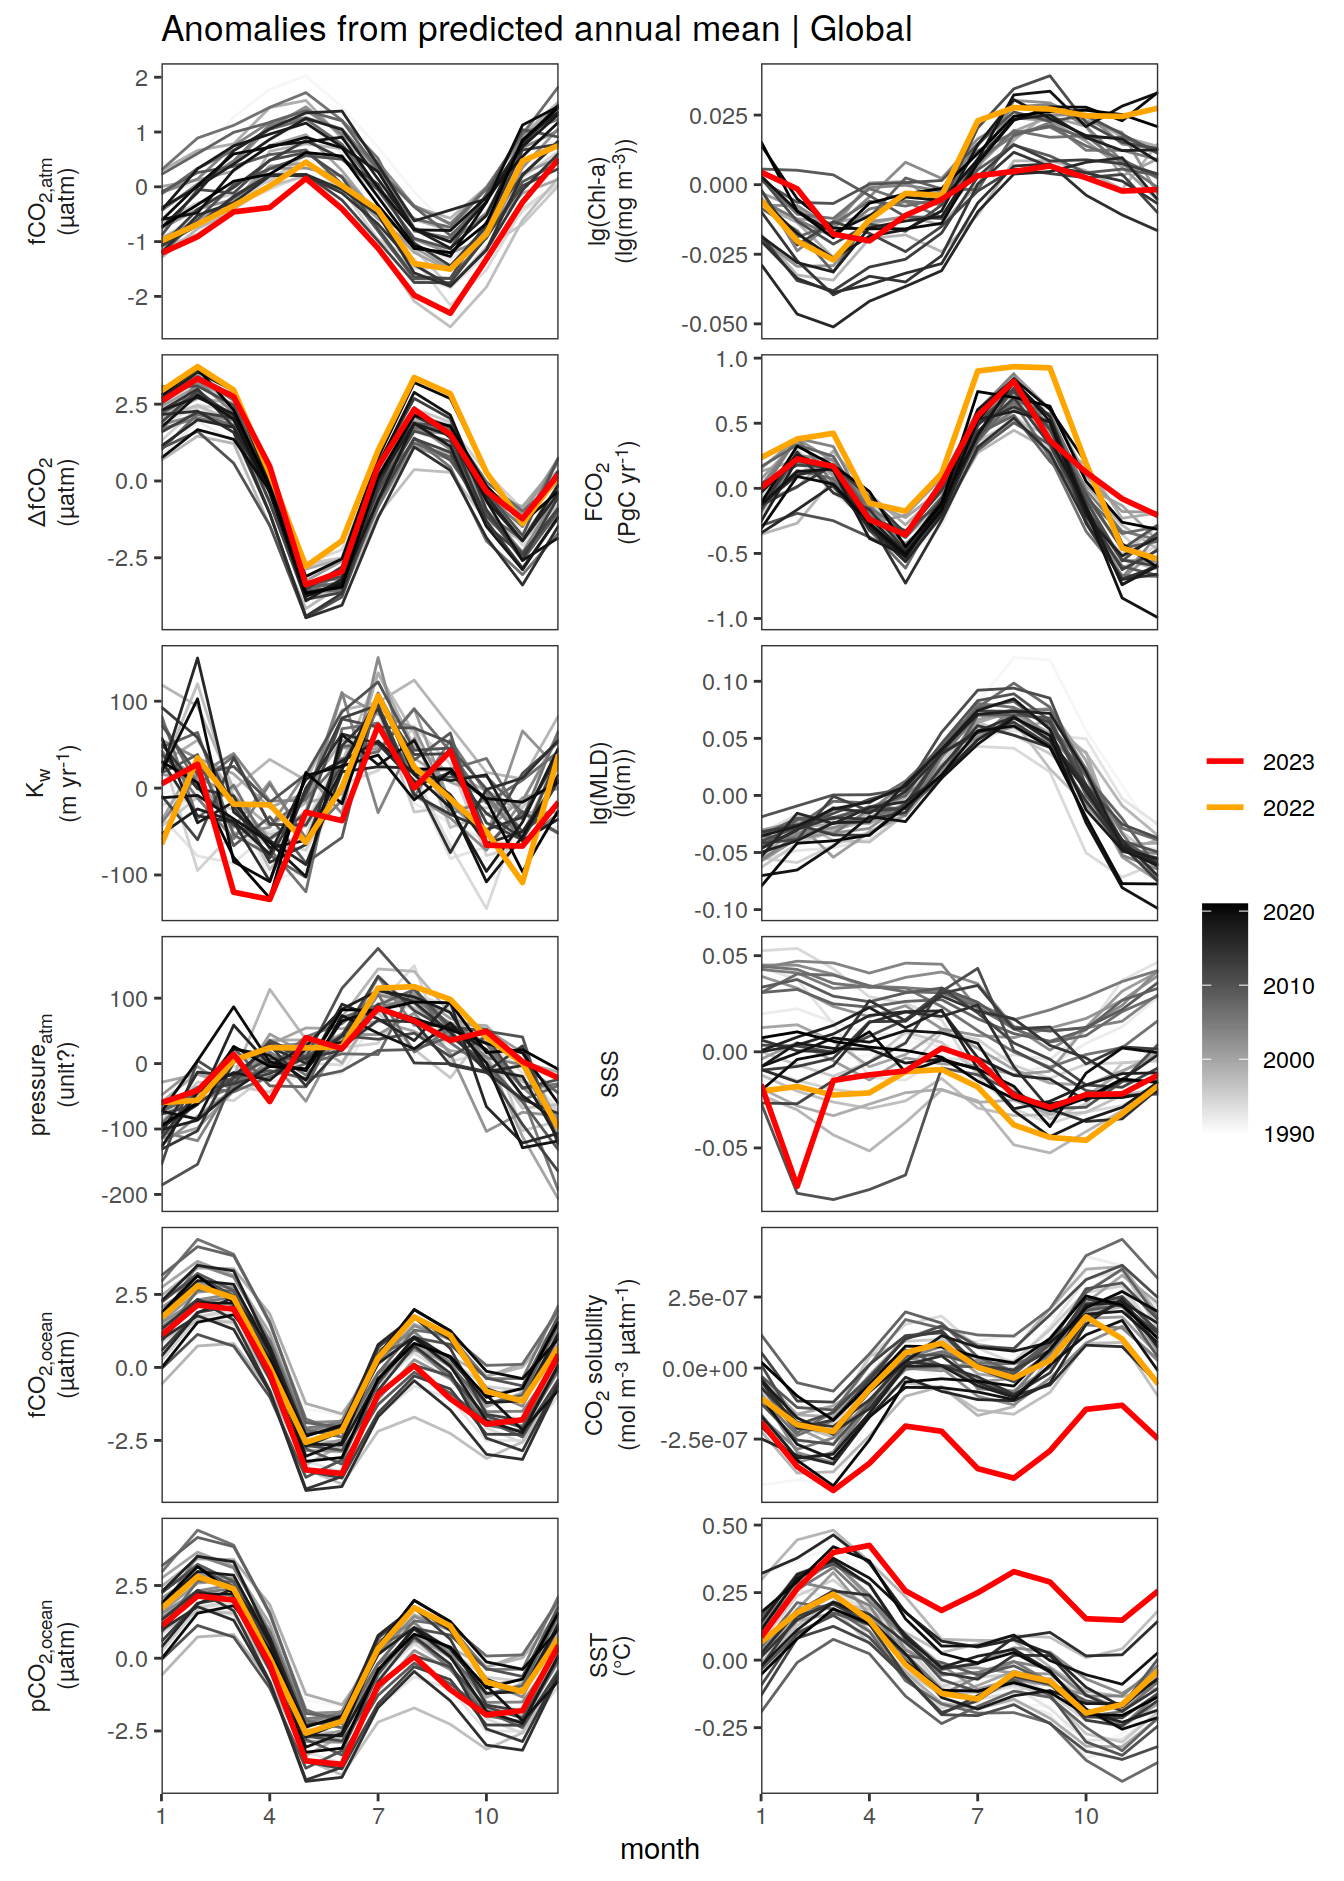 Anomalies from predicted annual mean | Global
fCO2,atm
(µatm)
2
1
0
-1
-2
lg(Chl-a)
(lg(mg m-3))
0.025
0.000
-0.025
-0.050
ΔfCO2
(µatm)
2.5
0.0
-2.5
FCO2
(PgC yr-1)
1.0
0.5
0.0
-0.5
-1.0
Kw
(m yr-1)
100
0
-100
lg(MLD)
(lg(m))
0.10
0.05
0.00
-0.05
-0.10
pressureatm
(unit?)
100
0
-100
-200
SSS
0.05
0.00
-0.05
fCO2,ocean
(µatm)
2.5
0.0
-2.5
CO2 solubility
(mol m-3 µatm-1)
2.5e-07
0.0e+00
-2.5e-07
pCO2,ocean
(µatm)
2.5
0.0
-2.5
SST
(°C)
0.50
0.25
0.00
-0.25
1 4 7 10
1 4 7 10
month
2023
2022
2020
2010
2000
1990